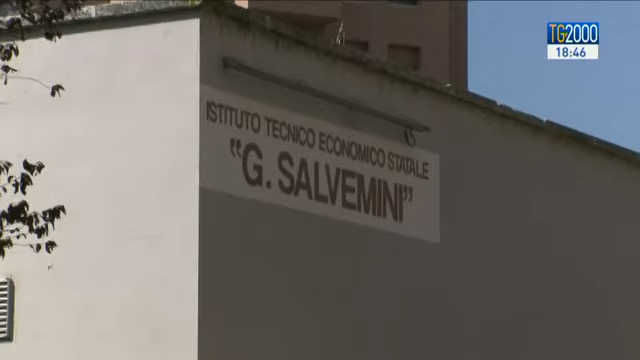 TG2000
18:46
ISTITUTO TECNICO ECONOMICO STATALE
"G. SALVEMINI"